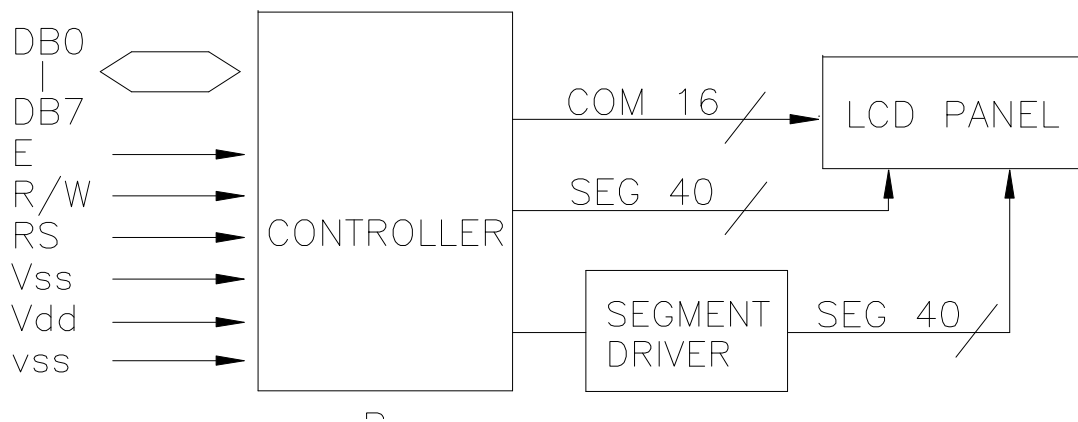 DB0
|
DB7
E
R/W
RS
Vss
Vdd
vss
CONTROLLER
COM 16
SEG 40
SEGMENT
DRIVER
SEG 40
LCD PANEL